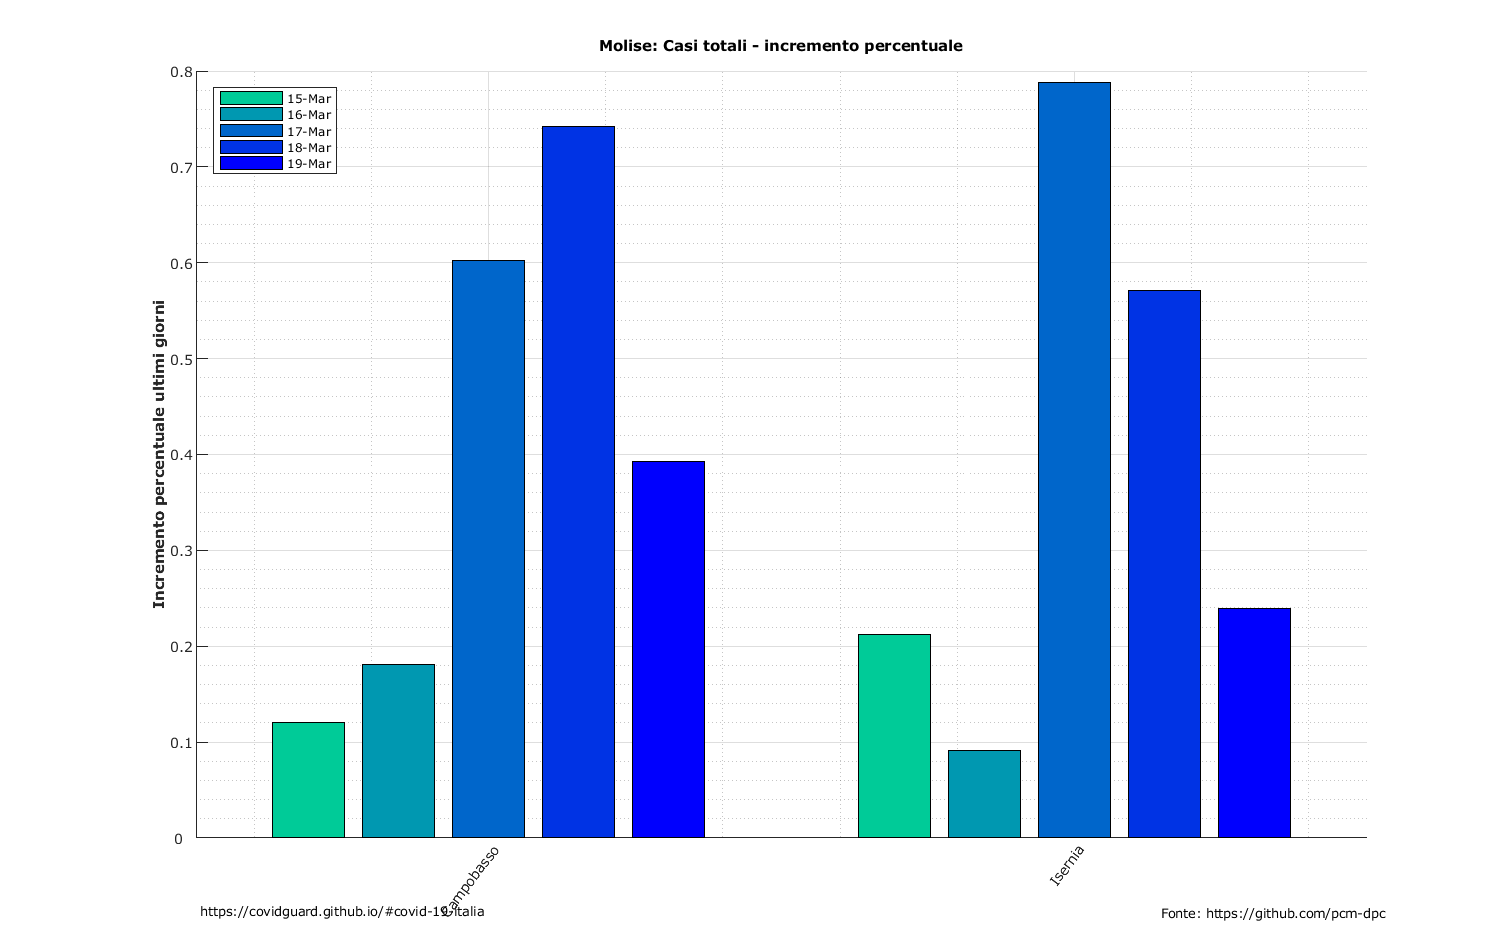 Molise: Casi totali - incremento percentuale
Incremento percentuale ultimi giorni
0.8
0.7
0.6
0.5
0.4
0.3
0.2
0.1
0
15-Mar
16-Mar
17-Mar
18-Mar
19-Mar
Campobasso
Isernia
https://covidguard.github.io/#covid-19-italia
Fonte: https://github.com/pcm-dpc